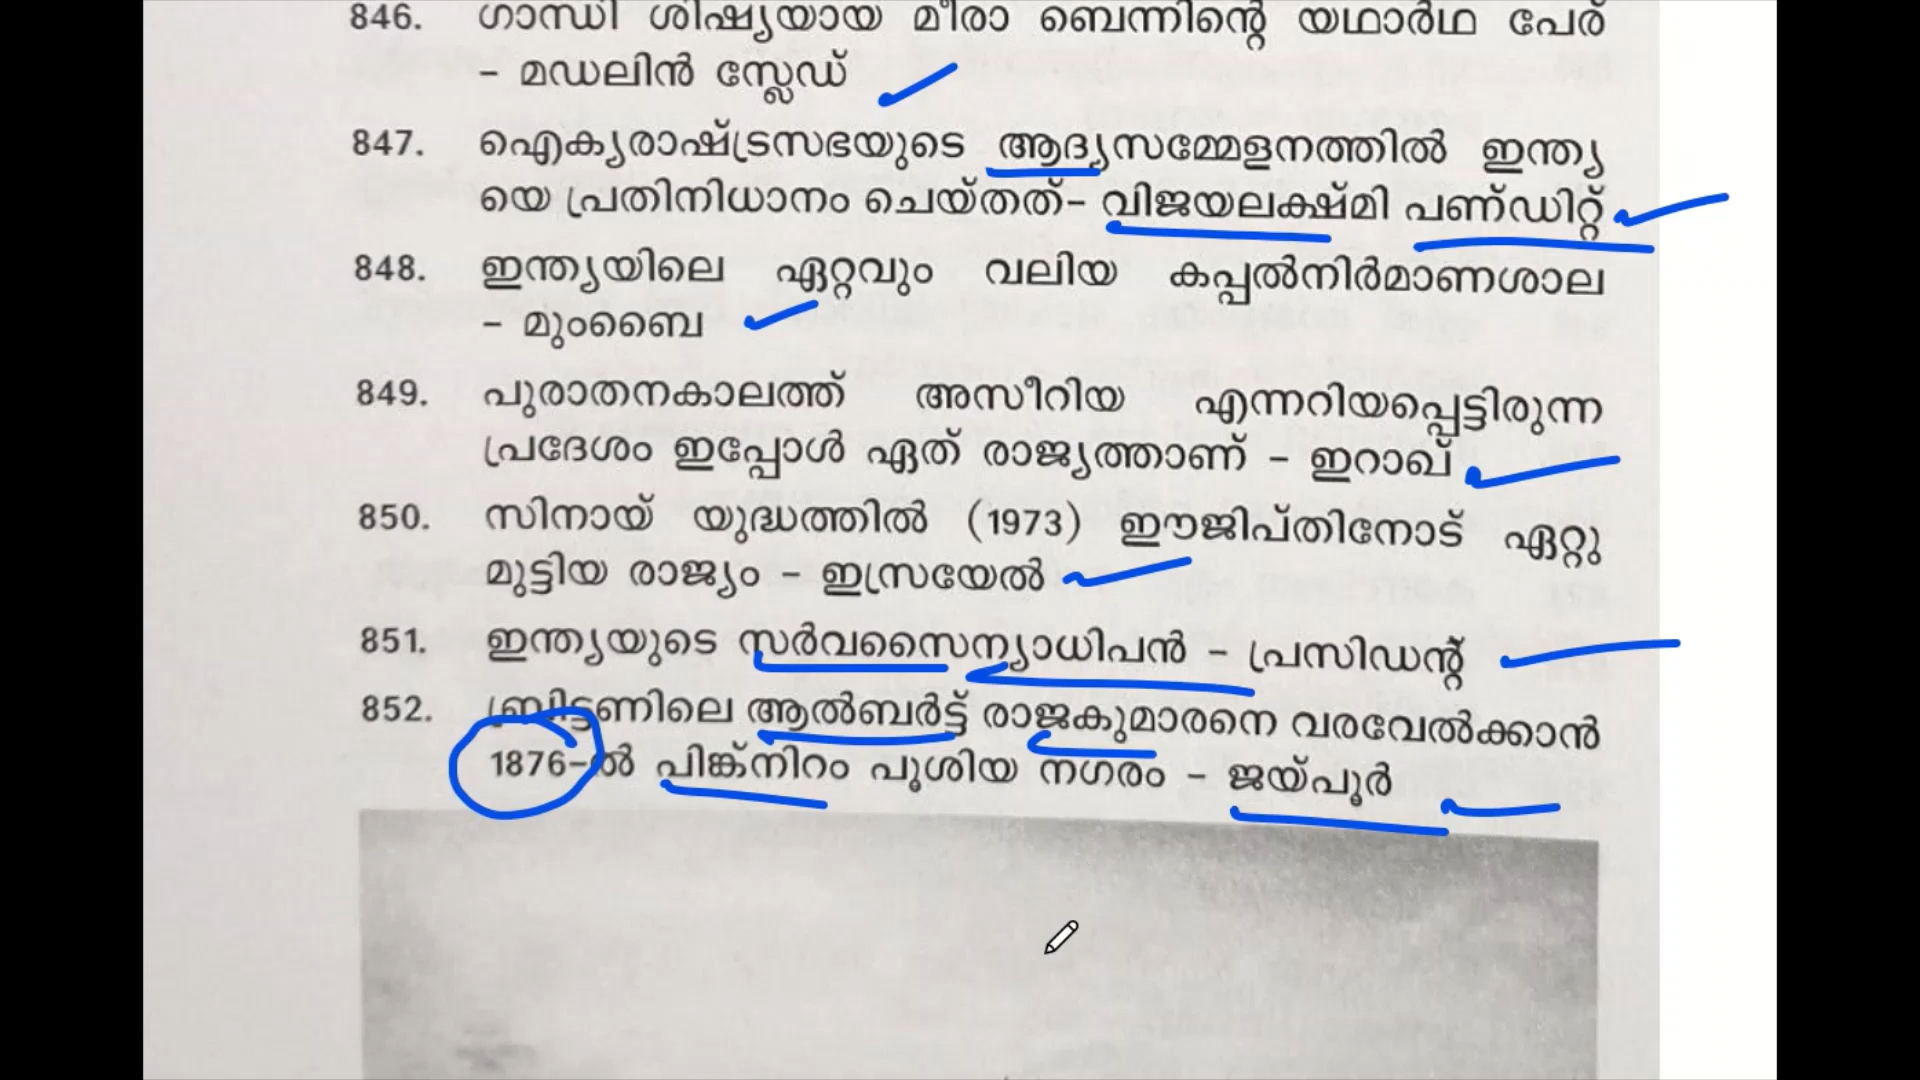 846. ഗാന്ധി ശിഷ്യയായ മീരാ ബെന്നിന്റെ യഥാർഥ പേര്
– മഡലിൻ സ്ലേഡ്
847. ഐക്യരാഷ്ട്രസഭയുടെ ആദ്യസമ്മേളനത്തിൽ ഇന്ത്യ
യെ പ്രതിനിധാനം ചെയ്തത്– വിജയലക്ഷ്മി പണ്ഡിറ്റ്
848. ഇന്ത്യയിലെ ഏറ്റവും വലിയ കപ്പൽനിർമാണശാല
– മുംബൈ
849. പുരാതനകാലത്ത് അസീറിയ എന്നറിയപ്പെട്ടിരുന്ന
പ്രദേശം ഇപ്പോൾ ഏത് രാജ്യത്താണ് – ഇറാഖ്
850. സിനായ് യുദ്ധത്തിൽ (1973) ഈജിപ്തിനോട് ഏറ്റു
മുട്ടിയ രാജ്യം – ഇസ്രയേൽ
851. ഇന്ത്യയുടെ സർവസൈന്യാധിപൻ – പ്രസിഡന്റ്
852. ബ്രിട്ടണിലെ ആൽബർട്ട് രാജകുമാരനെ വരവേൽക്കാൻ
1876-ൽ പിങ്ക്നിറം പൂശിയ നഗരം – ജയ്പൂർ